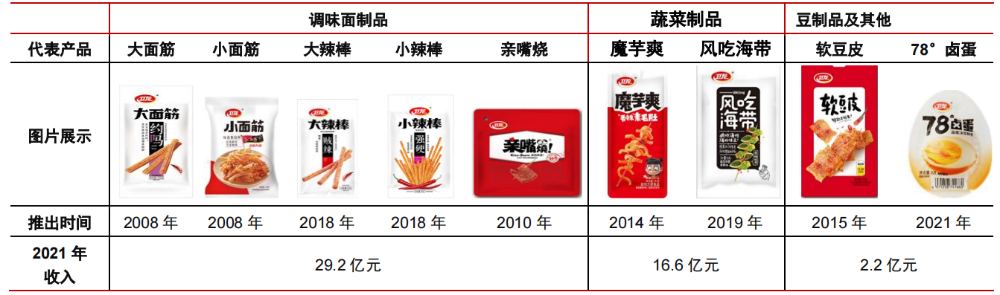 调味面制品 蔬菜制品 豆制品及其他
代表产品 大面筋 小面筋 大辣棒 小辣棒 亲嘴烧 魔芋爽 风吃海带 软豆皮 78°卤蛋
图片展示
卫龙
大面筋
约吗
卫龙
小面筋
卫龙
大辣棒
贼辣
卫龙
小辣棒
强硬
卫龙
亲嘴燒!
卫龙
魔芋爽
香辣素毛肚
卫龙
风吃
海带
卫龙
软豆皮
78°卤蛋
推出时间 2008 年 2008 年 2018 年 2018 年 2010 年 2014 年 2019 年 2015 年 2021 年
2021 年
收入
29.2 亿元 16.6 亿元 2.2 亿元